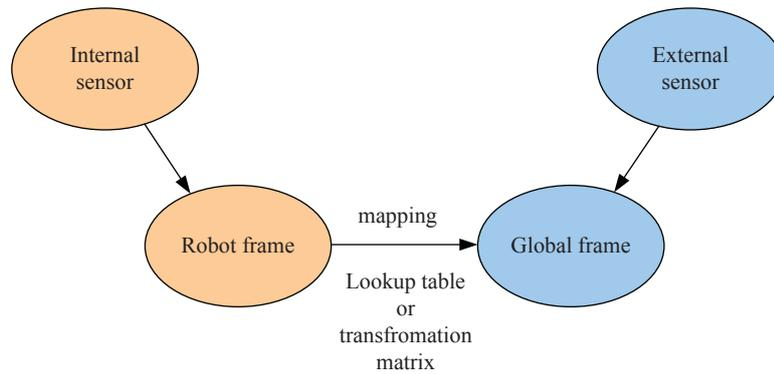 Internal
sensor
External
sensor
Robot frame
mapping
Global frame
Lookup table
or
transfromation
matrix